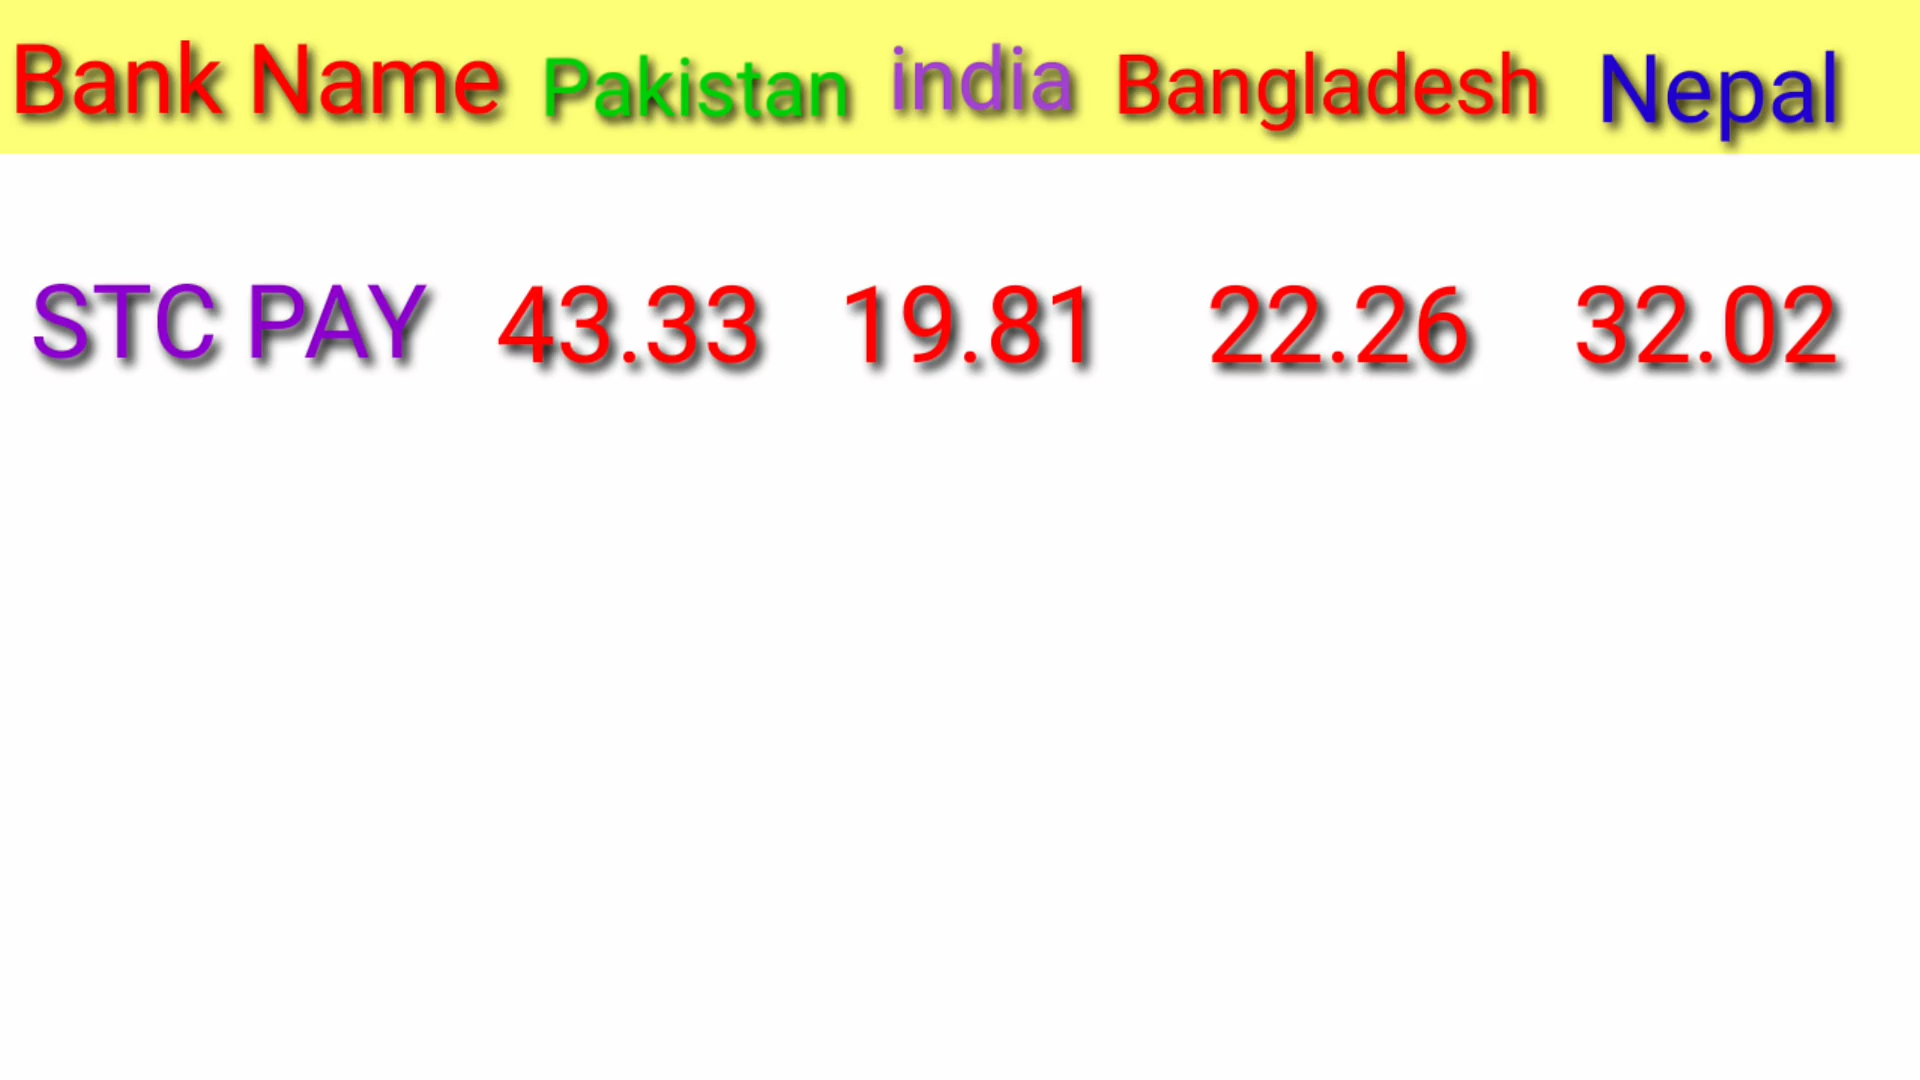 Bank Name Pakistan india Bangladesh Nepal
STC PAY 43.33 19.81 22.26 32.02